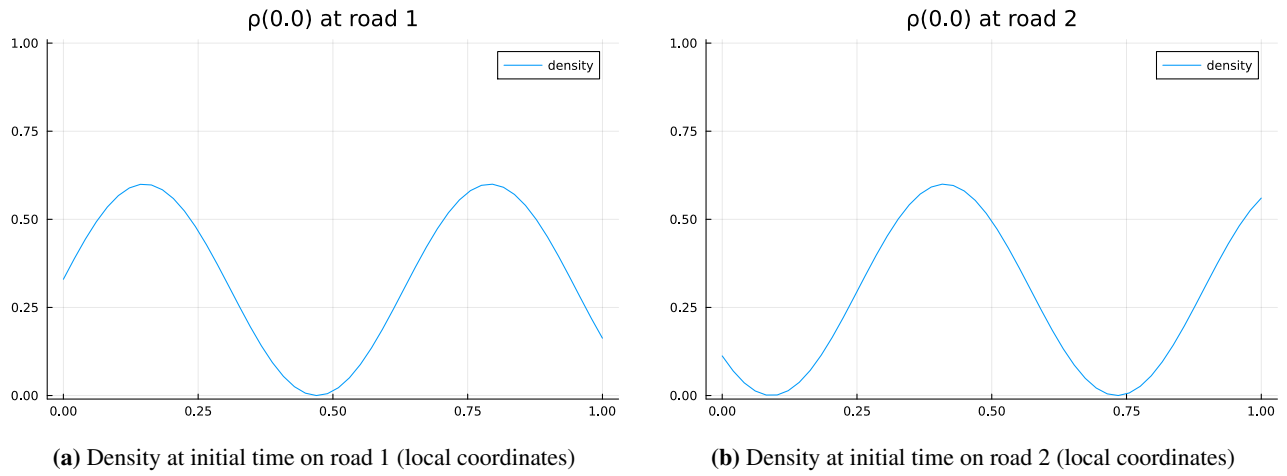 ρ(0.0) at road 1
1.00
0.75
0.50
0.25
0.00
density
0.00 0.25 0.50 0.75 1.00
(a) Density at initial time on road 1 (local coordinates)
ρ(0.0) at road 2
1.00
0.75
0.50
0.25
0.00
density
0.00 0.25 0.50 0.75 1.00
(b) Density at initial time on road 2 (local coordinates)